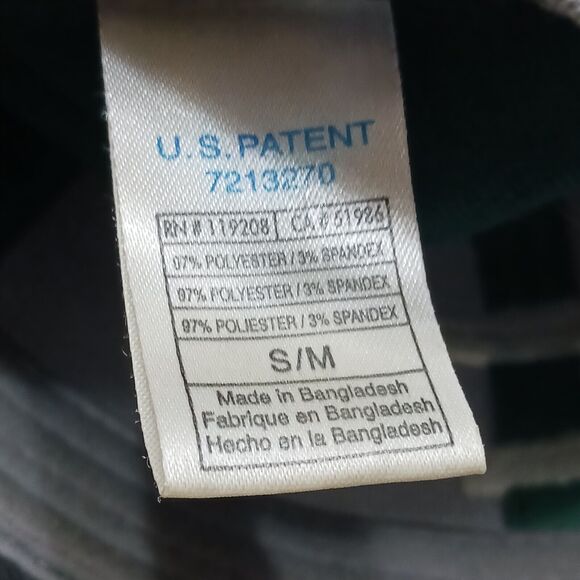 U.S. PATENT
7213270
RN # 119208 CA # 51926
97% POLYESTER / 3% SPANDEX
97% POLYESTER / 3% SPANDEX
97% POLIESTER / 3% SPANDEX
S/M
Made in Bangladesh
Fabrique en Bangladesh
Hecho en la Bangladesh